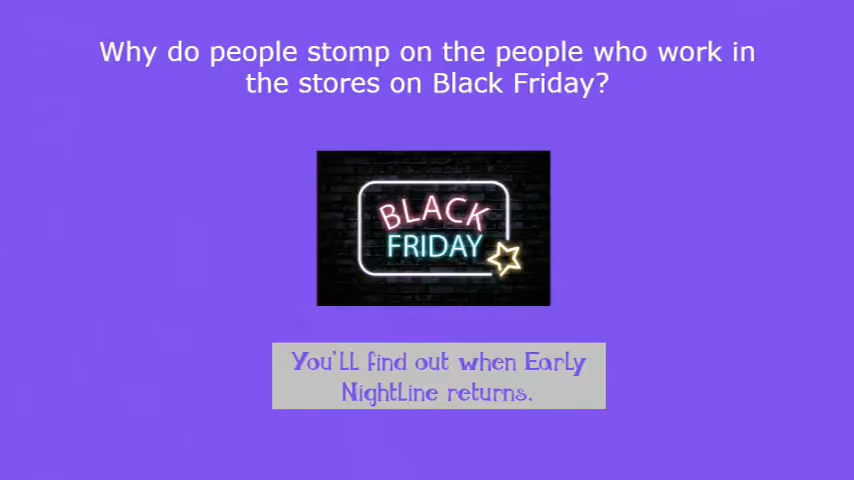 Why do people stomp on the people who work in
the stores on Black Friday?
BLACK
FRIDAY
You'll find out when Early
NightLine returns.